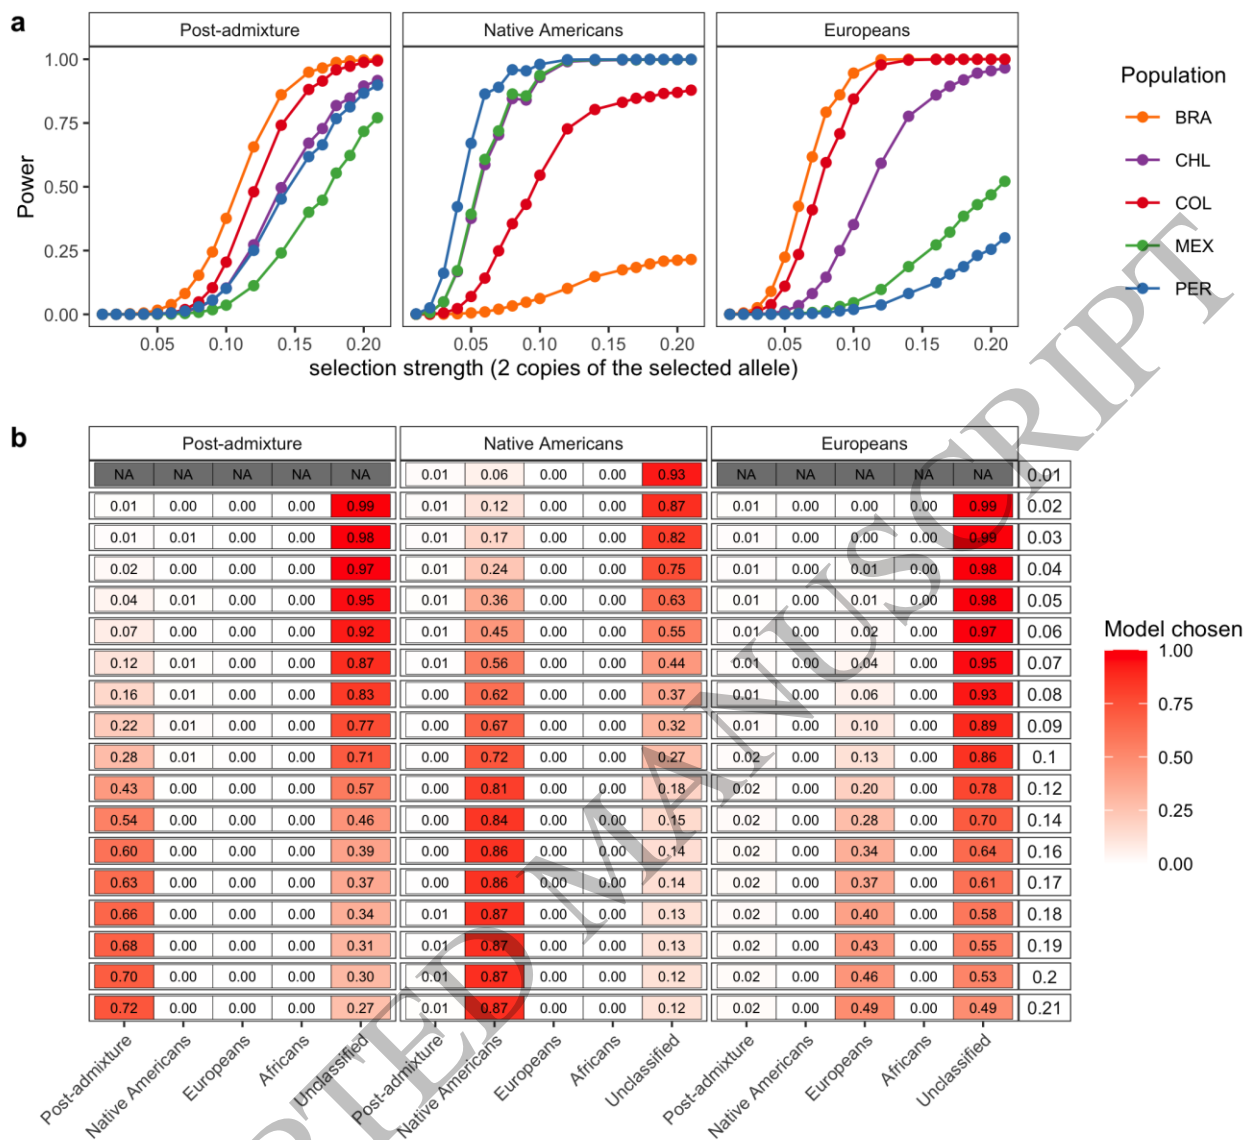 a
Post-admixture Native Americans Europeans
1.00
0.75
0.50
0.25
0.00
Power
0.05 0.10 0.15 0.20 0.05 0.10 0.15 0.20 0.05 0.10 0.15 0.20
selection strength (2 copies of the selected allele)
Population
BRA
CHL
COL
MEX
PER
b
Post-admixture Native Americans Europeans
NA NA NA NA NA 0.01 0.06 0.00 0.00 0.93 NA NA NA NA NA 0.01
0.01 0.00 0.00 0.00 0.99 0.01 0.12 0.00 0.00 0.87 0.01 0.00 0.00 0.00 0.99 0.02
0.01 0.01 0.00 0.00 0.98 0.01 0.17 0.00 0.00 0.82 0.01 0.00 0.00 0.00 0.99 0.03
0.02 0.00 0.00 0.00 0.97 0.01 0.24 0.00 0.00 0.75 0.01 0.00 0.01 0.00 0.98 0.04
0.04 0.01 0.00 0.00 0.95 0.01 0.36 0.00 0.00 0.63 0.01 0.00 0.01 0.00 0.98 0.05
0.07 0.00 0.00 0.00 0.92 0.01 0.45 0.00 0.00 0.55 0.01 0.00 0.02 0.00 0.97 0.06
0.12 0.01 0.00 0.00 0.87 0.01 0.56 0.00 0.00 0.44 0.01 0.00 0.04 0.00 0.95 0.07
0.16 0.01 0.00 0.00 0.83 0.00 0.62 0.00 0.00 0.37 0.01 0.00 0.06 0.00 0.93 0.08
0.22 0.01 0.00 0.00 0.77 0.00 0.67 0.00 0.00 0.32 0.01 0.00 0.10 0.00 0.89 0.09
0.28 0.01 0.00 0.00 0.71 0.00 0.72 0.00 0.00 0.27 0.02 0.00 0.13 0.00 0.86 0.1
0.43 0.00 0.00 0.00 0.57 0.00 0.81 0.00 0.00 0.18 0.02 0.00 0.20 0.00 0.78 0.12
0.54 0.00 0.00 0.00 0.46 0.00 0.84 0.00 0.00 0.15 0.02 0.00 0.28 0.00 0.70 0.14
0.60 0.00 0.00 0.00 0.39 0.00 0.86 0.00 0.00 0.14 0.02 0.00 0.34 0.00 0.64 0.16
0.63 0.00 0.00 0.00 0.37 0.00 0.86 0.00 0.00 0.14 0.02 0.00 0.37 0.00 0.61 0.17
0.66 0.00 0.00 0.00 0.34 0.01 0.87 0.00 0.00 0.13 0.02 0.00 0.40 0.00 0.58 0.18
0.68 0.00 0.00 0.00 0.31 0.01 0.87 0.00 0.00 0.13 0.02 0.00 0.43 0.00 0.55 0.19
0.70 0.00 0.00 0.00 0.30 0.01 0.87 0.00 0.00 0.12 0.02 0.00 0.46 0.00 0.53 0.2
0.72 0.00 0.00 0.00 0.27 0.01 0.87 0.00 0.00 0.12 0.02 0.00 0.49 0.00 0.49 0.21
Post-admixture Native Americans Europeans Africans Unclassified Post-admixture Native Americans Europeans Africans Unclassified Post-admixture Native Americans Europeans Africans Unclassified
Model chosen
1.00
0.75
0.50
0.25
0.00
PTED MANUSCRIPT